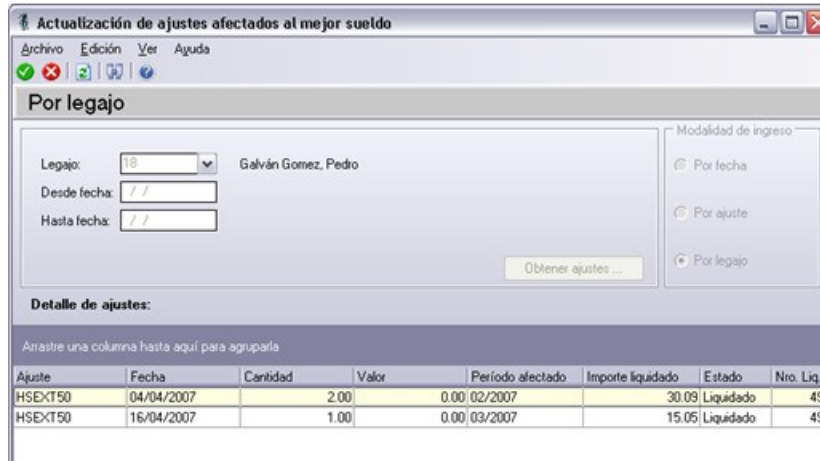 Actualización de ajustes afectados al mejor sueldo
Archivo Edición Ver Ayuda
Por legajo
Modalidad de ingreso
Legajo: 18 Galván Gomez, Pedro
Por fecha
Desde fecha: / /
Hasta fecha: / /
Por ajuste
Obtener ajustes ...
Por legajo
Detalle de ajustes:
Arrastre una columna hasta aquí para agruparla
Ajuste Fecha Cantidad Valor Período afectado Importe liquidado Estado Nro. Liq.
HSEXT50 04/04/2007 2.00 0.00 02/2007 30.09 Liquidado
HSEXT50 16/04/2007 1.00 0.00 03/2007 15.05 Liquidado